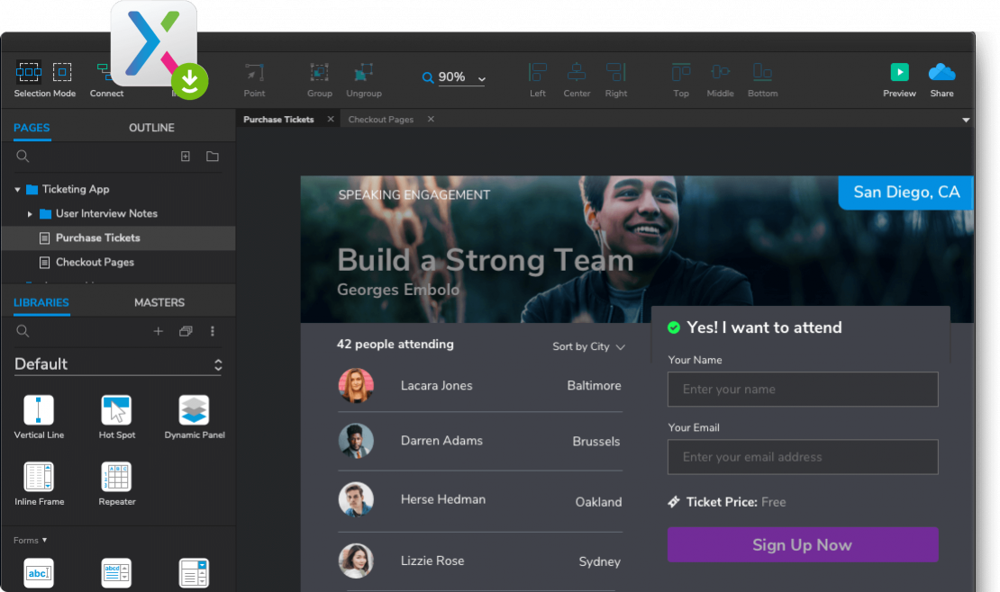 90%
Selection Mode
Connect
Point
Group
Ungroup
Left
Center
Right
Top
Middle
Bottom
Preview
Share
PAGES
OUTLINE
Purchase Tickets
Checkout Pages
Ticketing App
User Interview Notes
Purchase Tickets
Checkout Pages
LIBRARIES
MASTERS
Default
Vertical Line
Hot Spot
Dynamic Panel
Inline Frame
A B C
1
2
3
Repeater
Forms
abc
abcd
SPEAKING ENGAGEMENT
San Diego, CA
Build a Strong Team
Georges Embolo
42 people attending
Sort by City
Lacara Jones
Baltimore
Darren Adams
Brussels
Herse Hedman
Oakland
Lizzie Rose
Sydney
Yes! I want to attend
Your Name
Enter your name
Your Email
Enter your email address
Ticket Price: Free
Sign Up Now